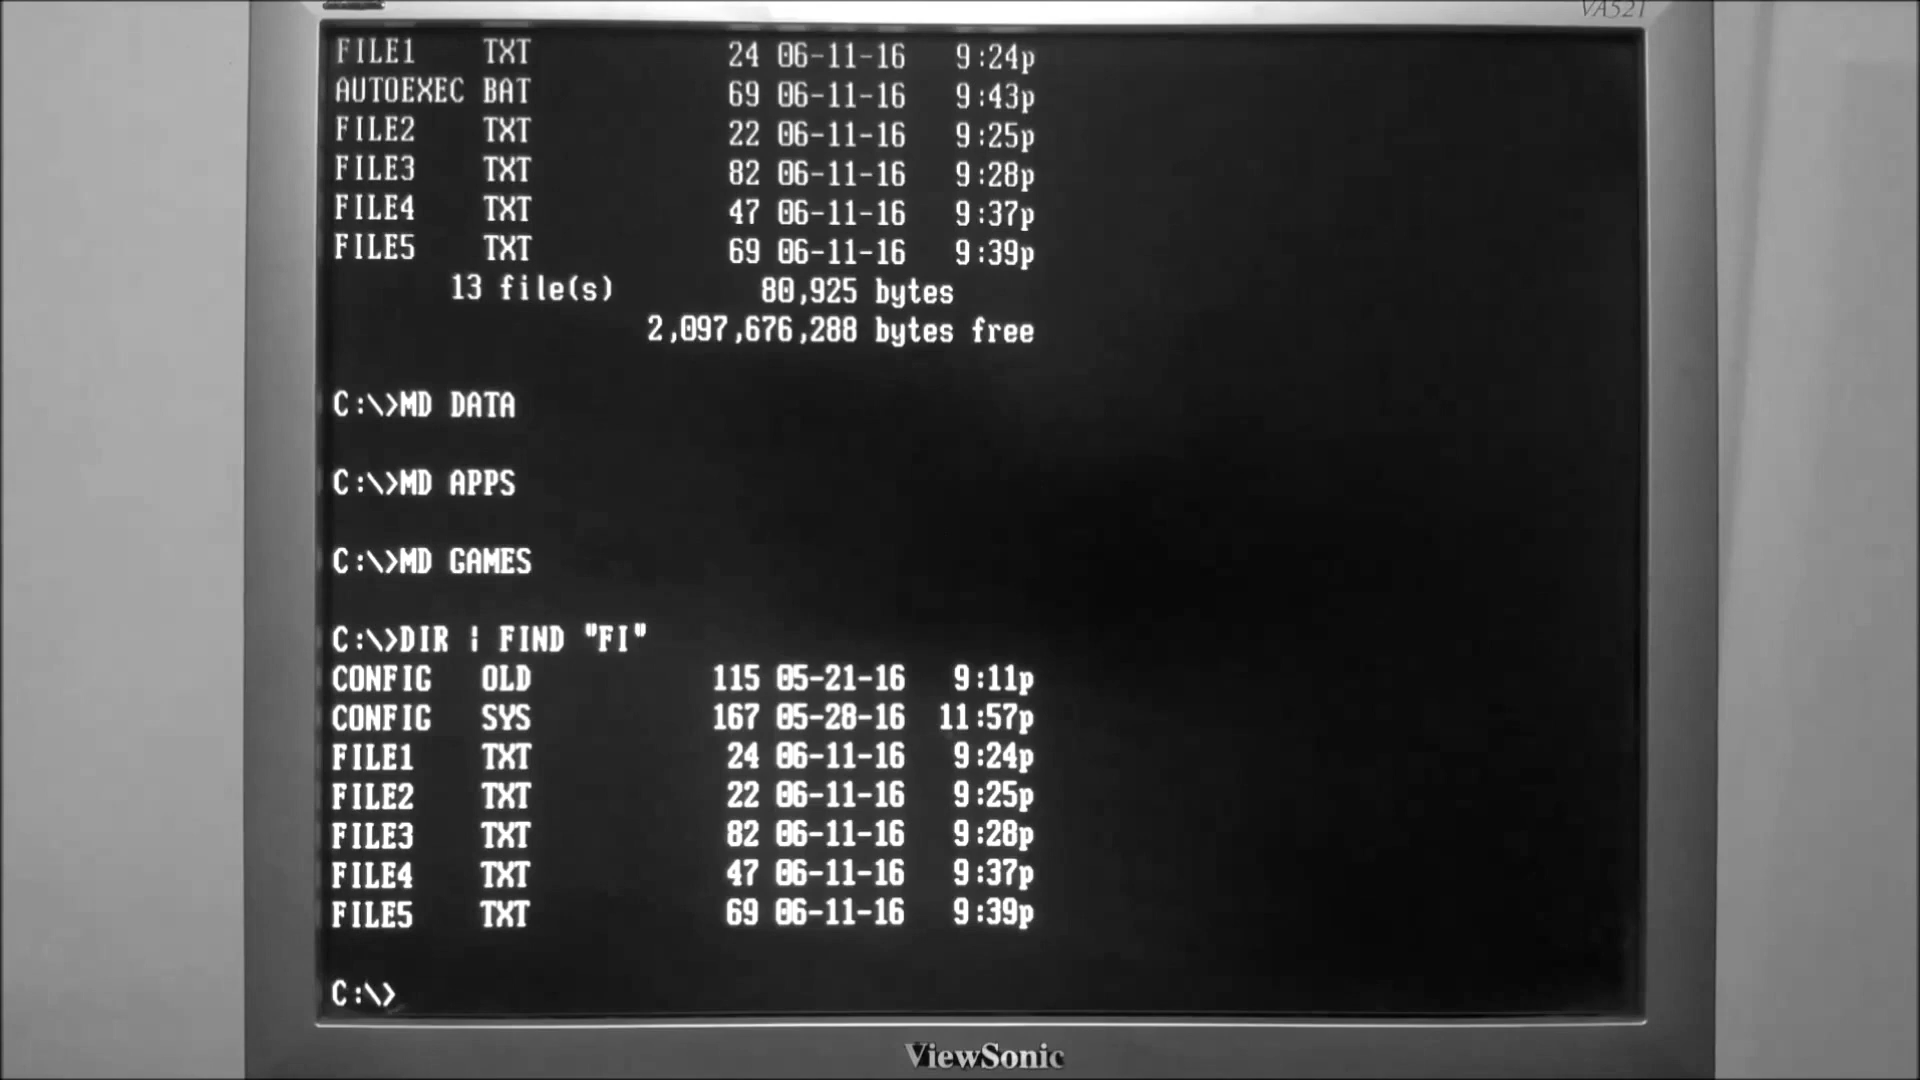 VA521
FILE1    TXT            24 06-11-16   9:24p
AUTOEXEC BAT            69 06-11-16   9:43p
FILE2    TXT            22 06-11-16   9:25p
FILE3    TXT            82 06-11-16   9:28p
FILE4    TXT            47 06-11-16   9:37p
FILE5    TXT            69 06-11-16   9:39p
       13 file(s)         80,925 bytes
                   2,097,676,288 bytes free
C:\>MD DATA
C:\>MD APPS
C:\>MD GAMES
C:\>DIR | FIND "FI"
CONFIG   OLD           115 05-21-16   9:11p
CONFIG   SYS           167 05-28-16  11:57p
FILE1    TXT            24 06-11-16   9:24p
FILE2    TXT            22 06-11-16   9:25p
FILE3    TXT            82 06-11-16   9:28p
FILE4    TXT            47 06-11-16   9:37p
FILE5    TXT            69 06-11-16   9:39p
C:\>
ViewSonic